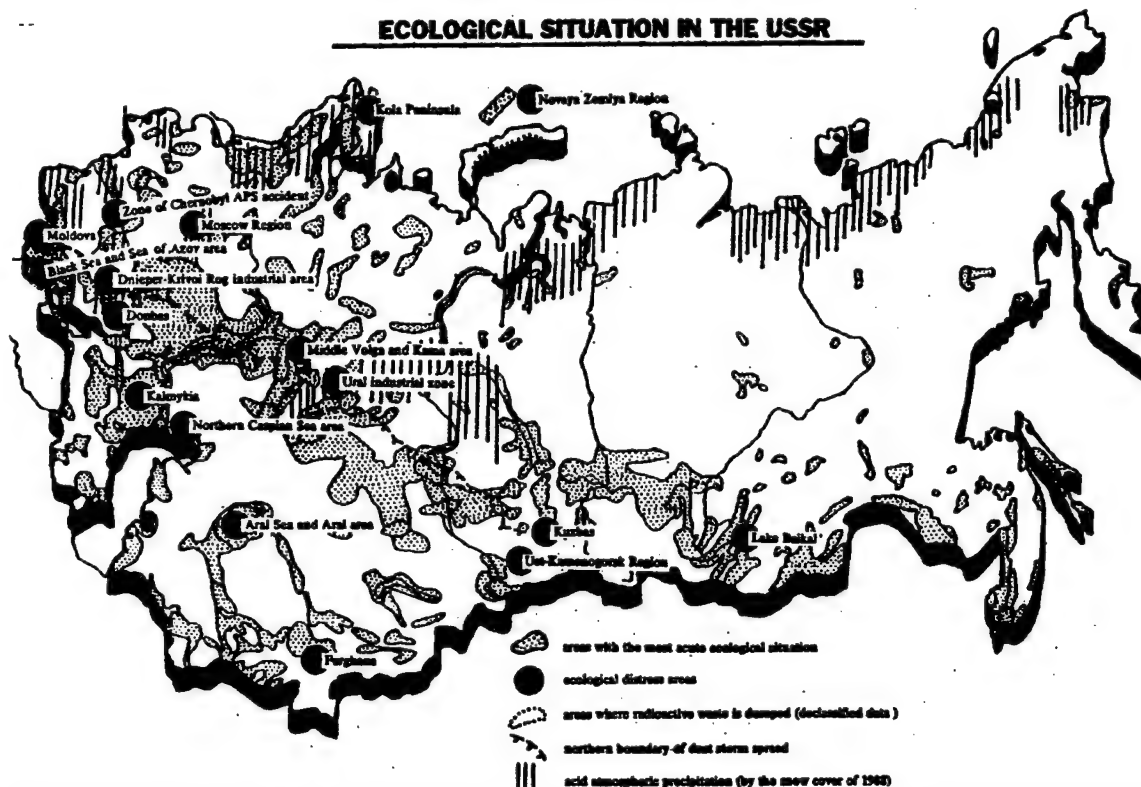 ECOLOGICAL SITUATION IN THE USSR
Kola Peninsula
Novaya Zemlya Region
Zone of Chernobyl APS accident
Moldova
Moscow Region
Black Sea and Sea of Azov area
Dnieper-Krivoi Rog industrial area
Donbas
Middle Volga and Kama area
Ural industrial zone
Kalmykia
Northern Caspian Sea area
Aral Sea and Aral area
Kuzbas
Lake Baikal
Ust-Kamenogorsk Region
Ferghana
areas with the most acute ecological situation
ecological distress areas
areas where radioactive waste is dumped (declassified data)
northern boundary of dust storm spread
acid atmospheric precipitation (by the snow cover of 1988)